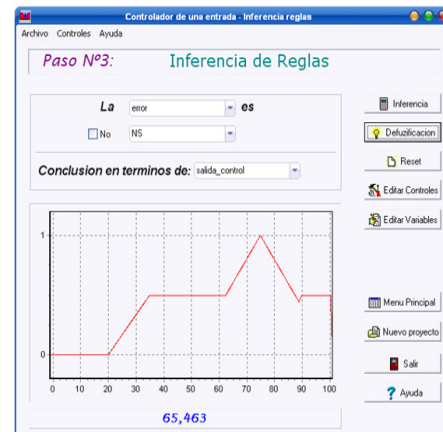 Controlador de una entrada - Inferencia reglas
Archivo Controles Ayuda
Paso Nº3: Inferencia de Reglas
La error es
No NS
Conclusion en terminos de: salida_control
Inferencia
Defuzificacion
Reset
Editar Controles
Editar Variables
Menu Principal
Nuevo proyecto
Salir
Ayuda
1
0
0 10 20 30 40 50 60 70 80 90 100
65,463